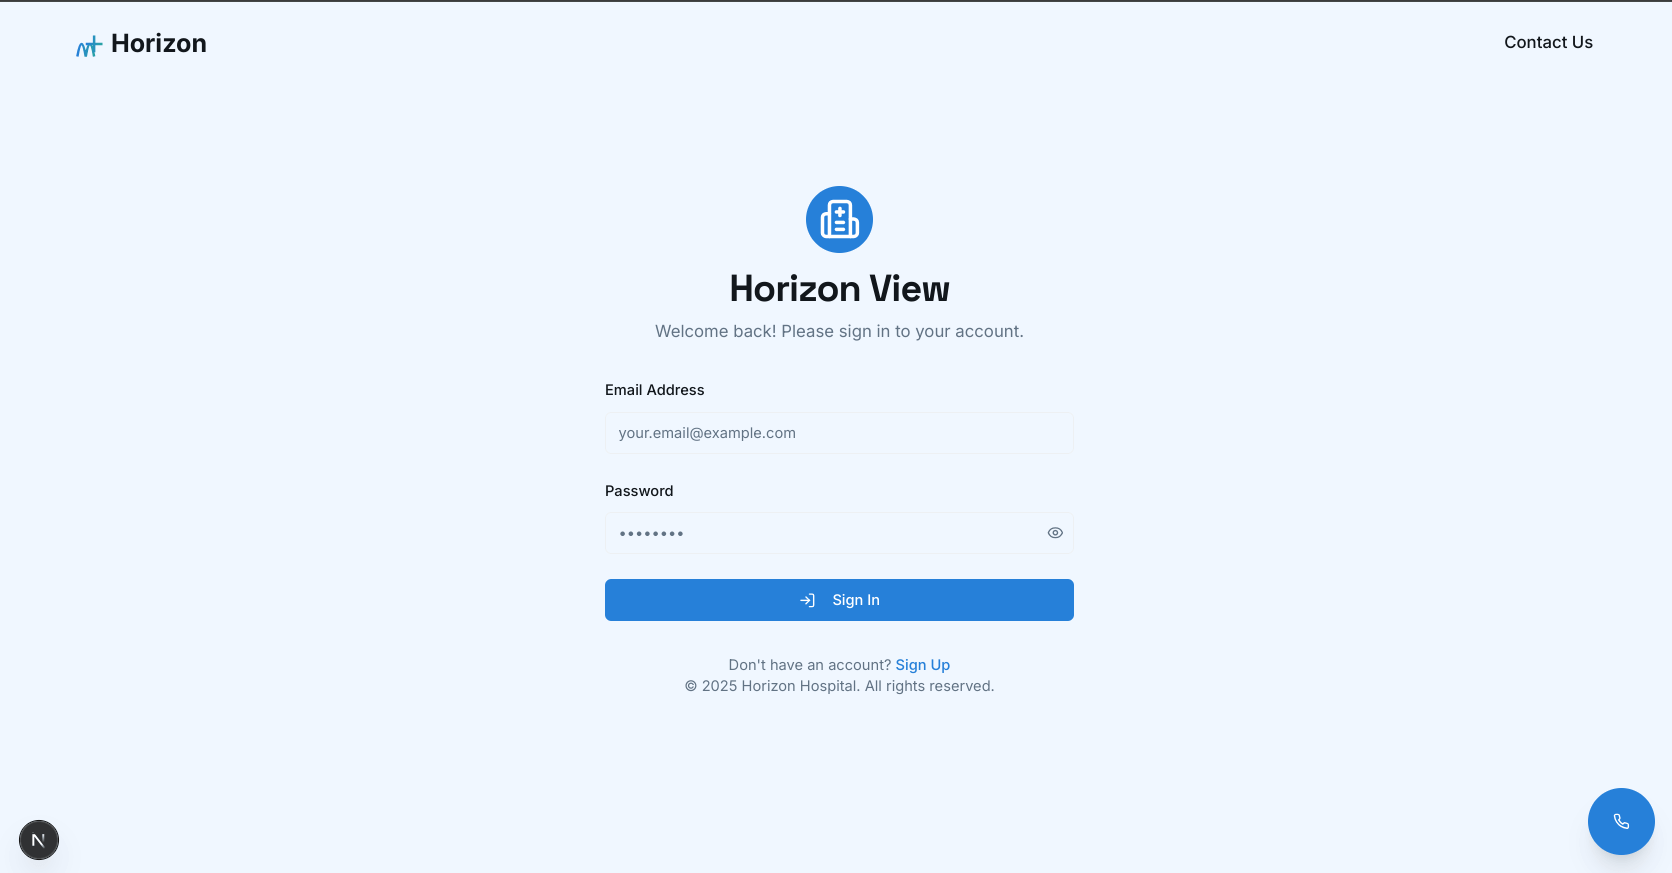 Horizon
Contact Us
Horizon View
Welcome back! Please sign in to your account.
Email Address
your.email@example.com
Password
••••••••
Sign In
Don't have an account? Sign Up
© 2025 Horizon Hospital. All rights reserved.
N